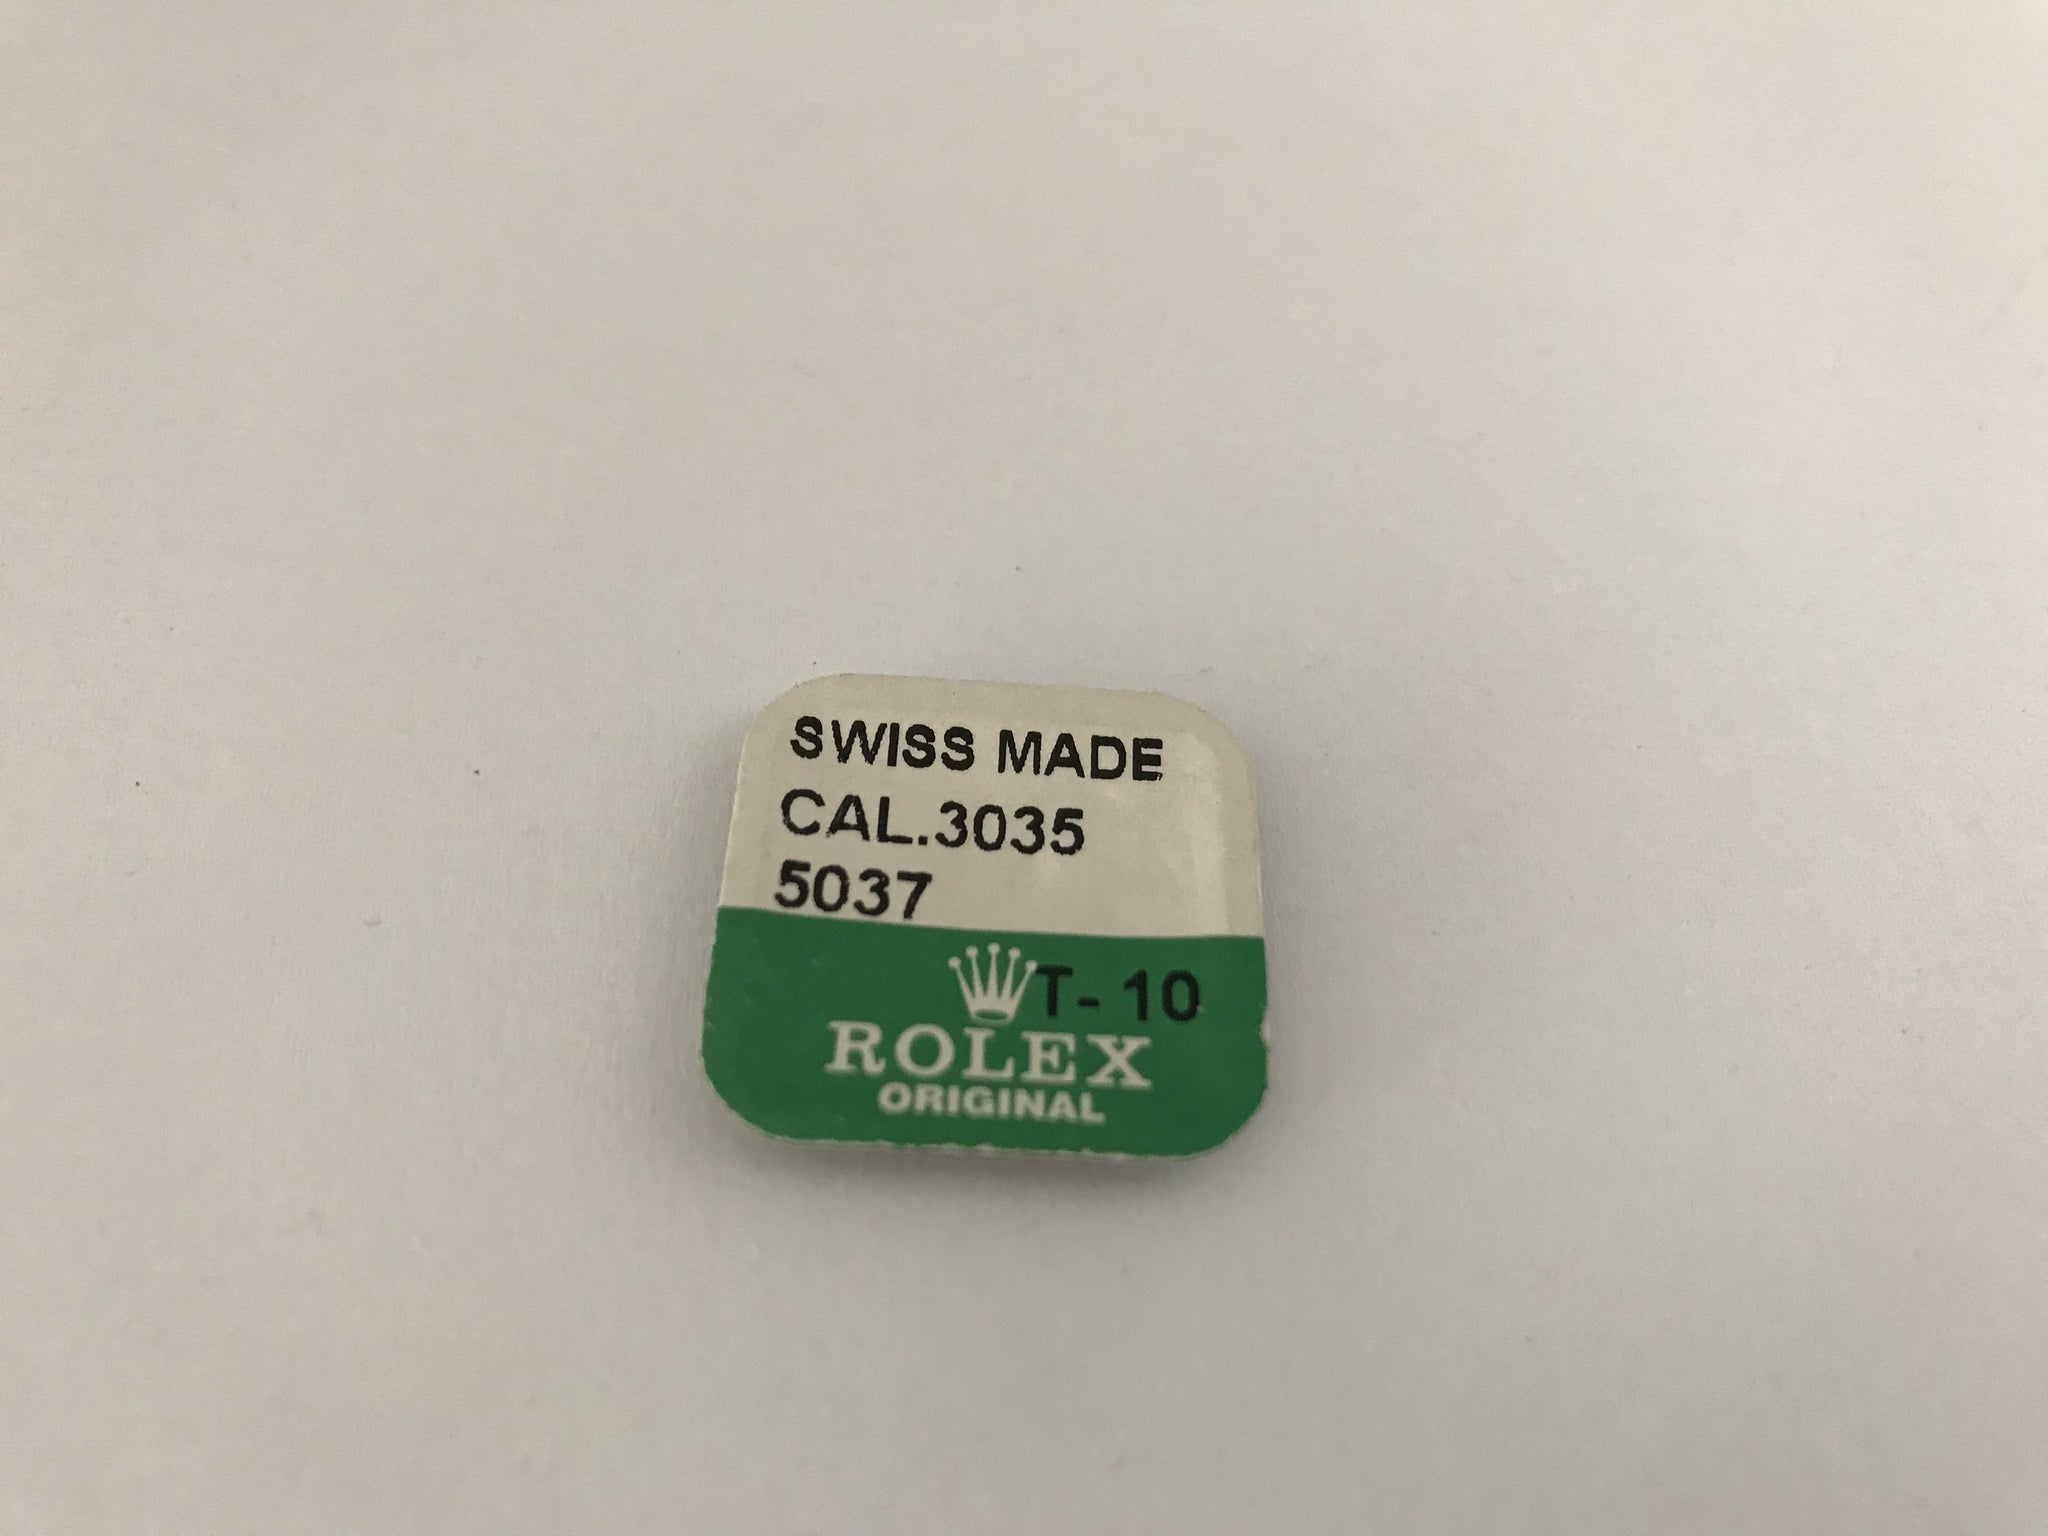 SWISS MADE
CAL.3035
5037
T- 10
ROLEX
ORIGINAL